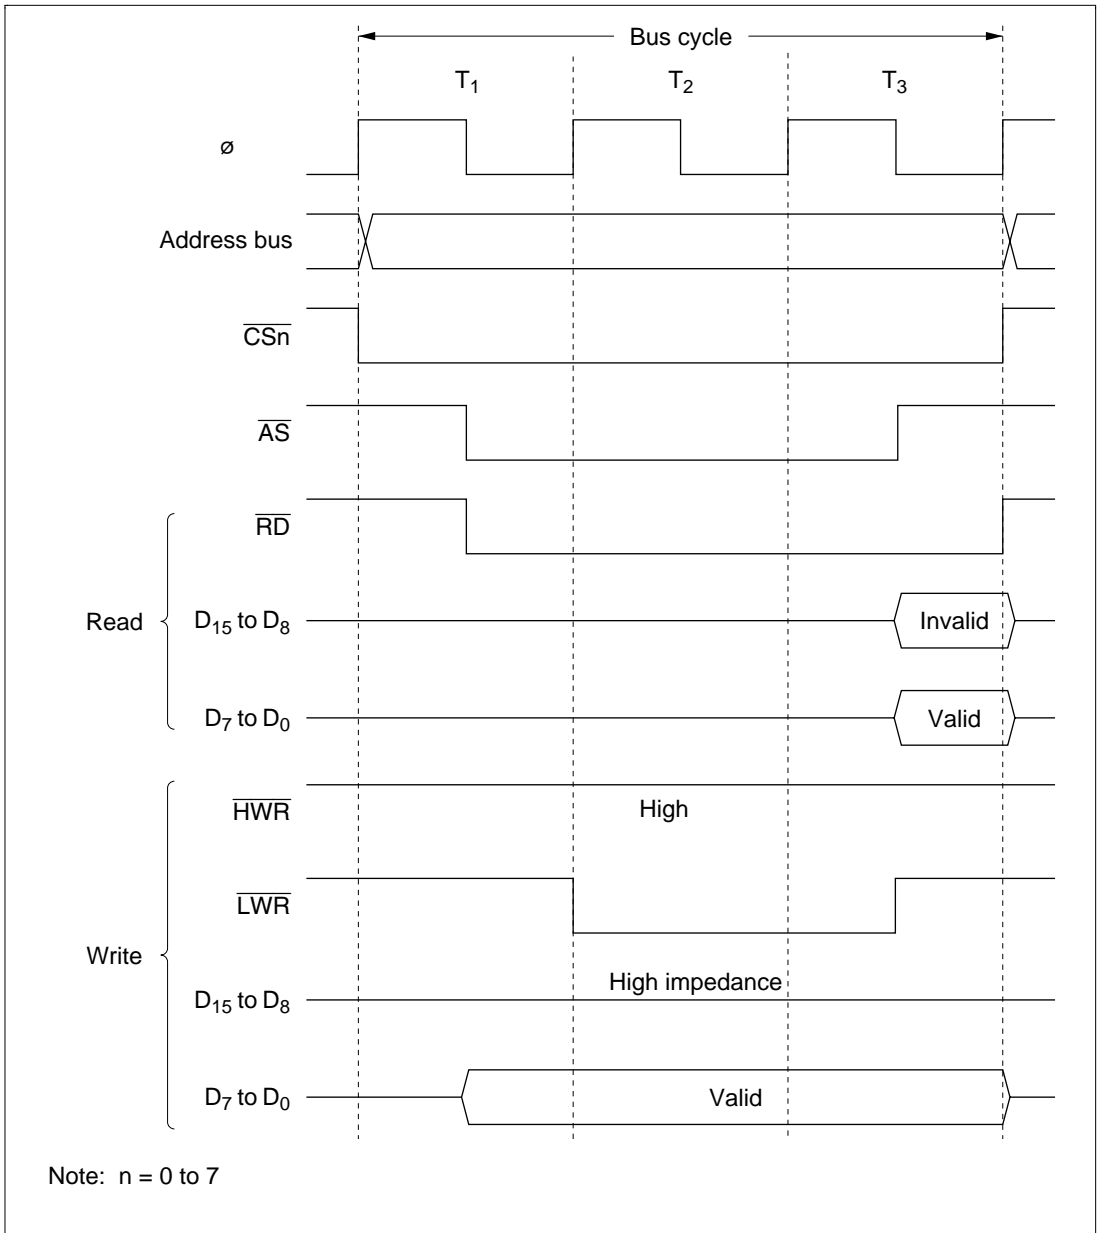 Bus cycle
T1 T2 T3
ø
Address bus
CSn
AS
RD
Read
D15 to D8 Invalid
D7 to D0 Valid
HWR High
LWR
Write
High impedance
D15 to D8
D7 to D0 Valid
Note: n = 0 to 7